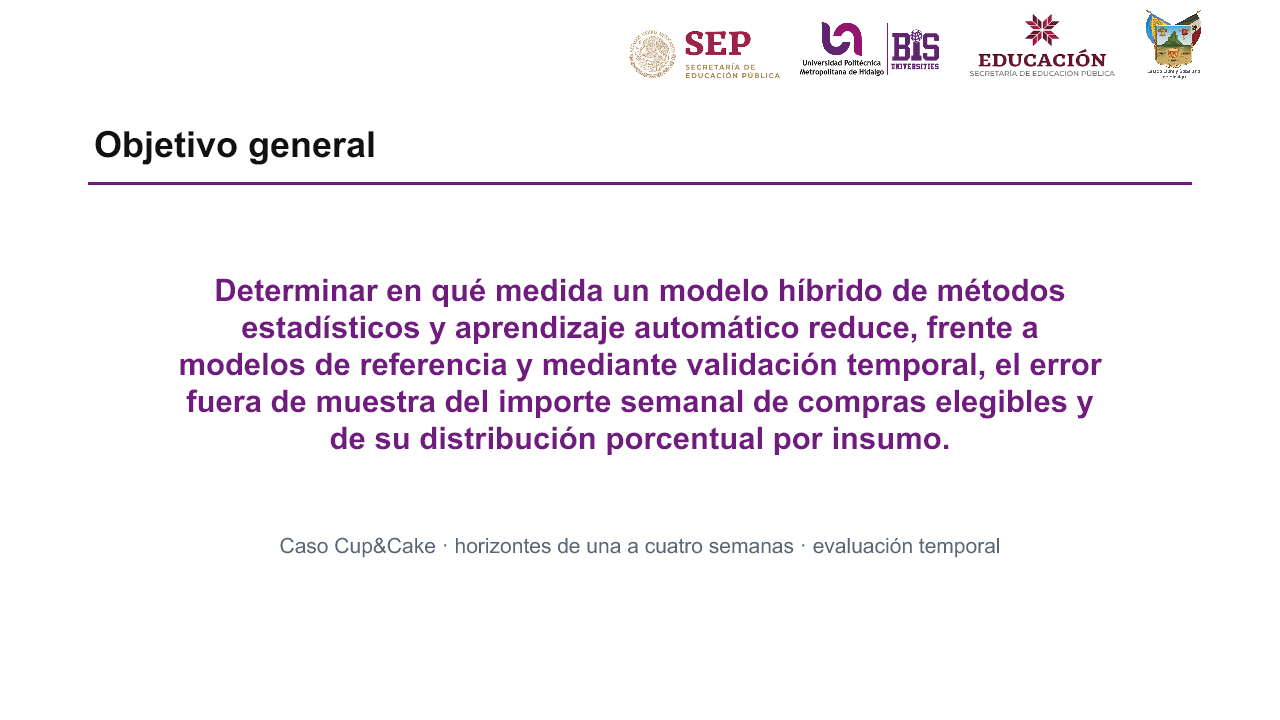 SEP
SECRETARÍA DE
EDUCACIÓN PÚBLICA
Universidad Politécnica
Metropolitana de Hidalgo
BIS
UNIVERSITIES
EDUCACIÓN
SECRETARÍA DE EDUCACIÓN PÚBLICA
Objetivo general
Determinar en qué medida un modelo híbrido de métodos
estadísticos y aprendizaje automático reduce, frente a
modelos de referencia y mediante validación temporal, el error
fuera de muestra del importe semanal de compras elegibles y
de su distribución porcentual por insumo.
Caso Cup&Cake · horizontes de una a cuatro semanas · evaluación temporal